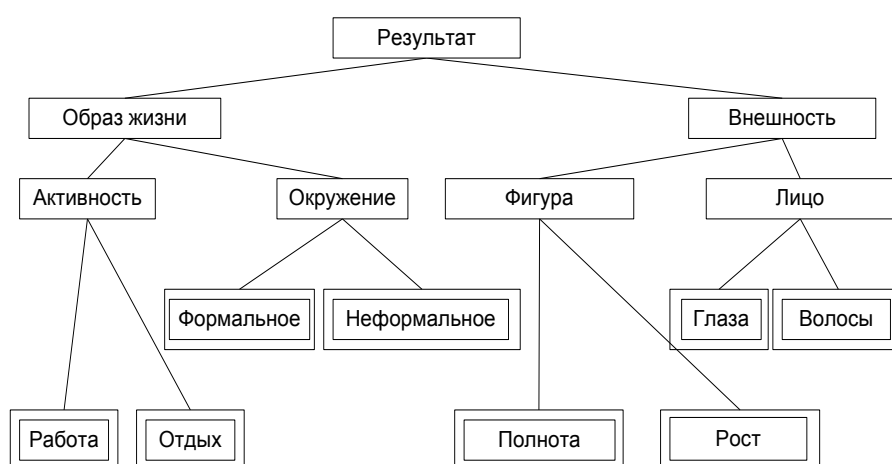 Результат
Образ жизни
Внешность
Активность
Окружение
Фигура
Лицо
Формальное
Неформальное
Глаза
Волосы
Работа
Отдых
Полнота
Рост